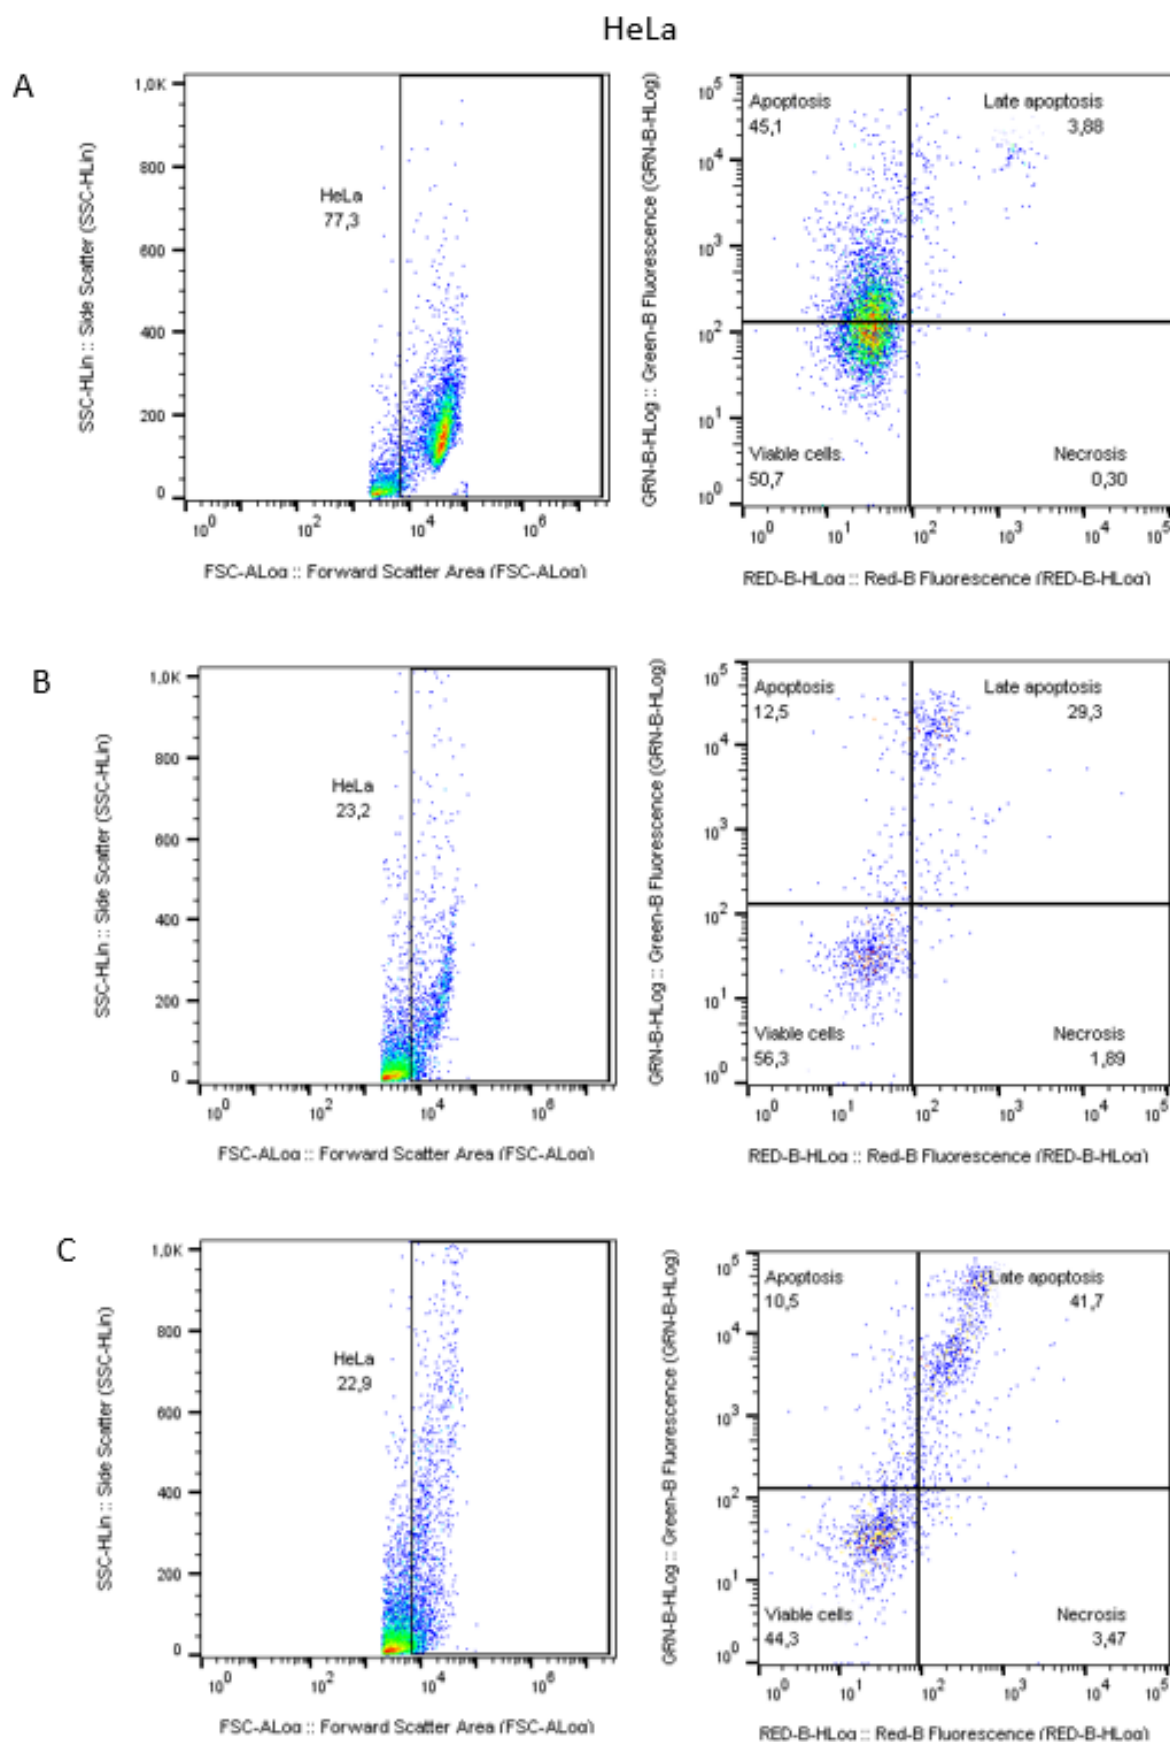 HeLa
A
SSC-HLin :: Side Scatter (SSC-HLin)
1,0K
800
600
400
200
0
HeLa
77,3
10^0
10^2
10^4
10^6
FSC-ALog :: Forward Scatter Area (FSC-ALog)
GRN-B-HLog :: Green-B Fluorescence (GRN-B-HLog)
10^5
10^4
10^3
10^2
10^1
10^0
Apoptosis
45,1
Late apoptosis
3,88
Viable cells
50,7
Necrosis
0,30
10^0
10^1
10^2
10^3
10^4
10^5
RED-B-HLog :: Red-B Fluorescence (RED-B-HLog)
B
SSC-HLin :: Side Scatter (SSC-HLin)
1,0K
800
600
400
200
0
HeLa
23,2
10^0
10^2
10^4
10^6
FSC-ALog :: Forward Scatter Area (FSC-ALog)
GRN-B-HLog :: Green-B Fluorescence (GRN-B-HLog)
10^5
10^4
10^3
10^2
10^1
10^0
Apoptosis
12,5
Late apoptosis
29,3
Viable cells
56,3
Necrosis
1,89
10^0
10^1
10^2
10^3
10^4
10^5
RED-B-HLog :: Red-B Fluorescence (RED-B-HLog)
C
SSC-HLin :: Side Scatter (SSC-HLin)
1,0K
800
600
400
200
0
HeLa
22,9
10^0
10^2
10^4
10^6
FSC-ALog :: Forward Scatter Area (FSC-ALog)
GRN-B-HLog :: Green-B Fluorescence (GRN-B-HLog)
10^5
10^4
10^3
10^2
10^1
10^0
Apoptosis
10,5
Late apoptosis
41,7
Viable cells
44,3
Necrosis
3,47
10^0
10^1
10^2
10^3
10^4
10^5
RED-B-HLog :: Red-B Fluorescence (RED-B-HLog)